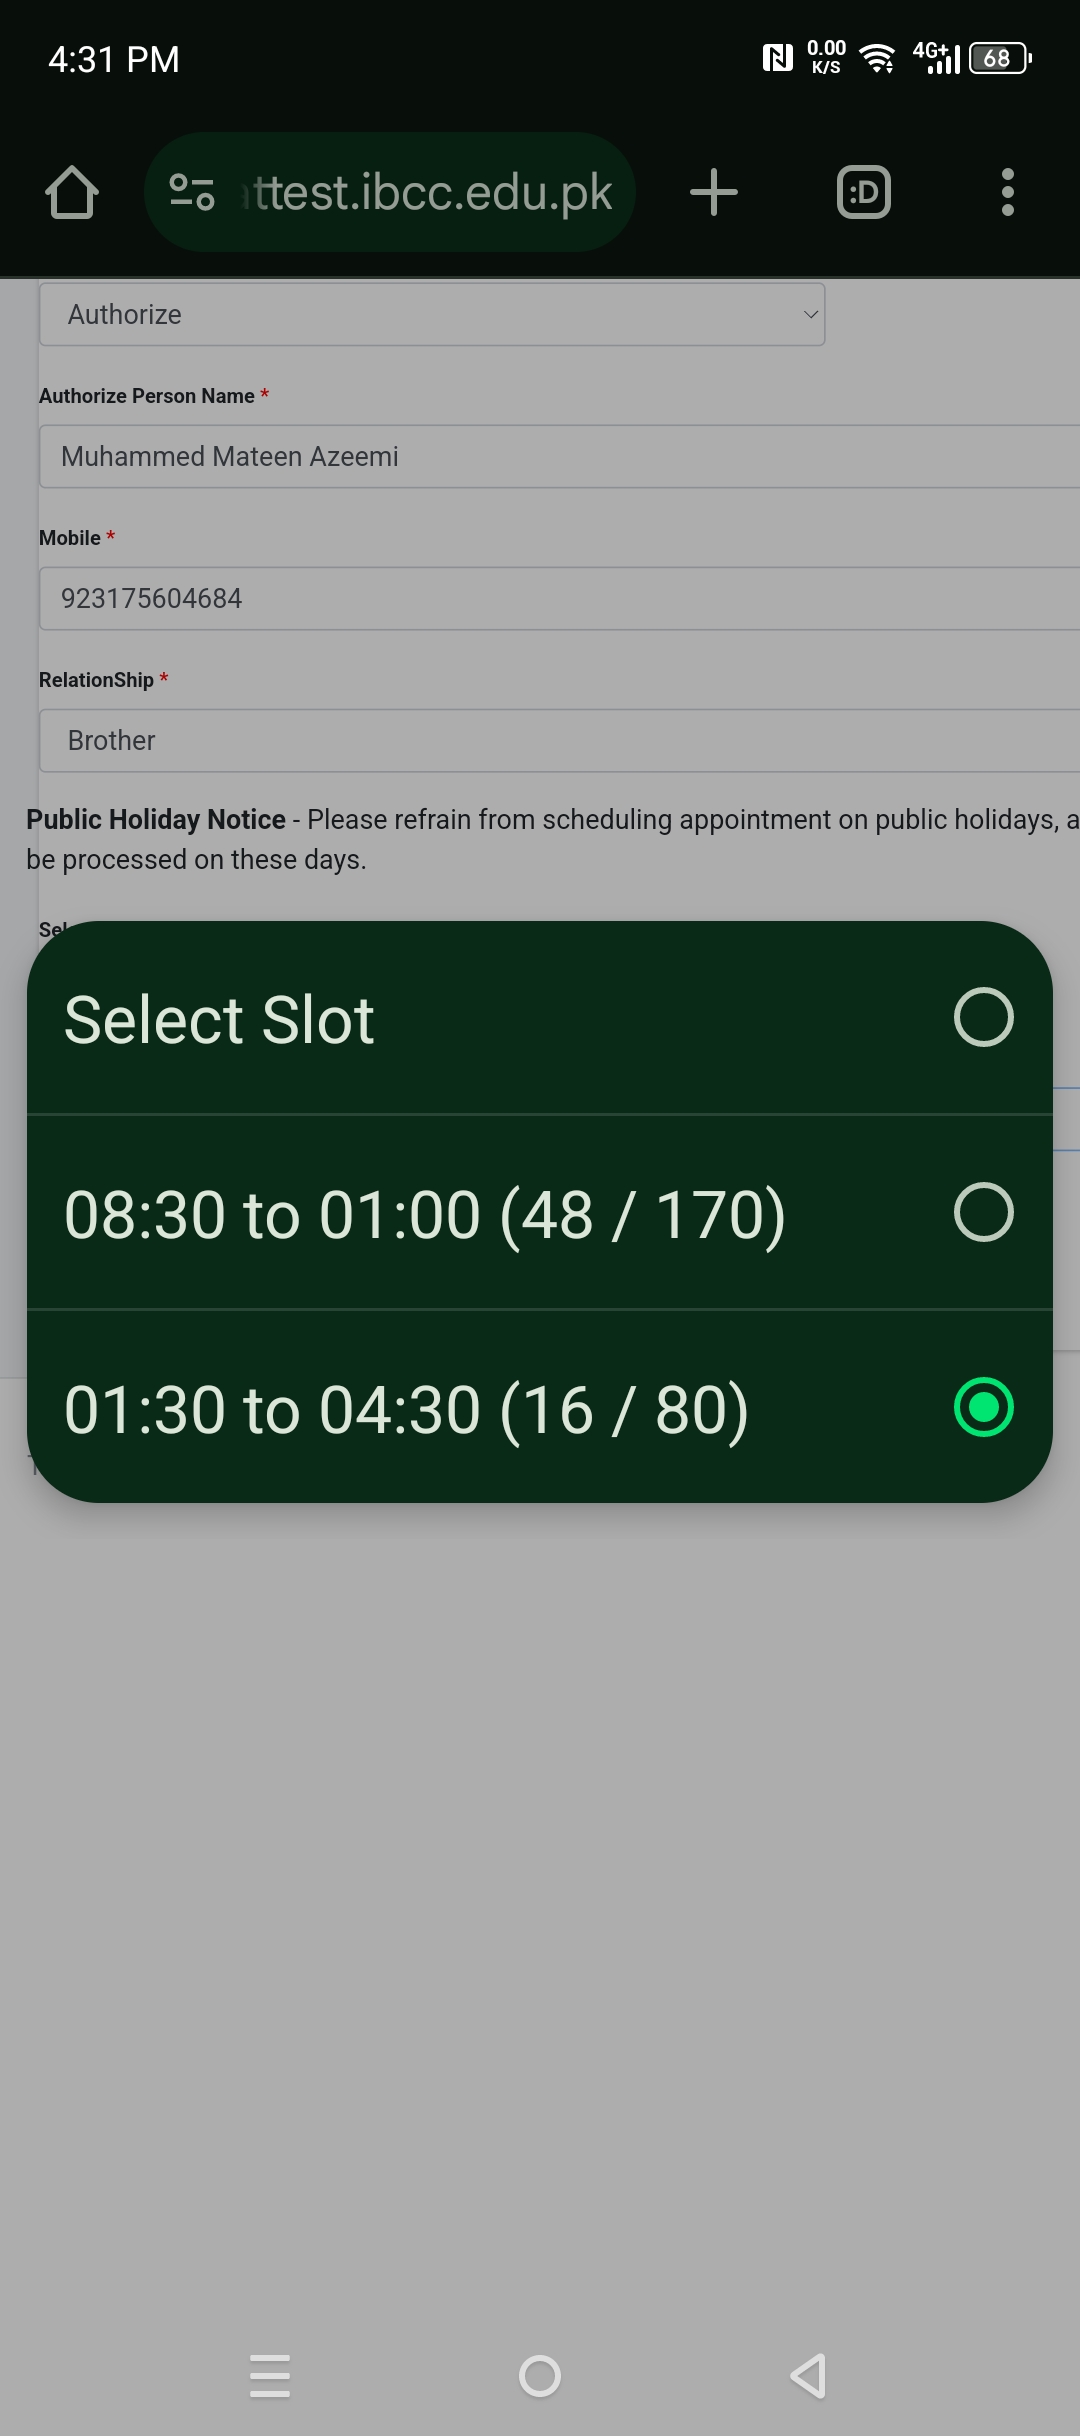 4:31 PM
0.00
K/S
4G+
68
attest.ibcc.edu.pk
:D
Authorize
Authorize Person Name *
Muhammed Mateen Azeemi
Mobile *
923175604684
RelationShip *
Brother
Public Holiday Notice - Please refrain from scheduling appointment on public holidays, a
be processed on these days.
Sel
Select Slot
08:30 to 01:00 (48 / 170)
01:30 to 04:30 (16 / 80)